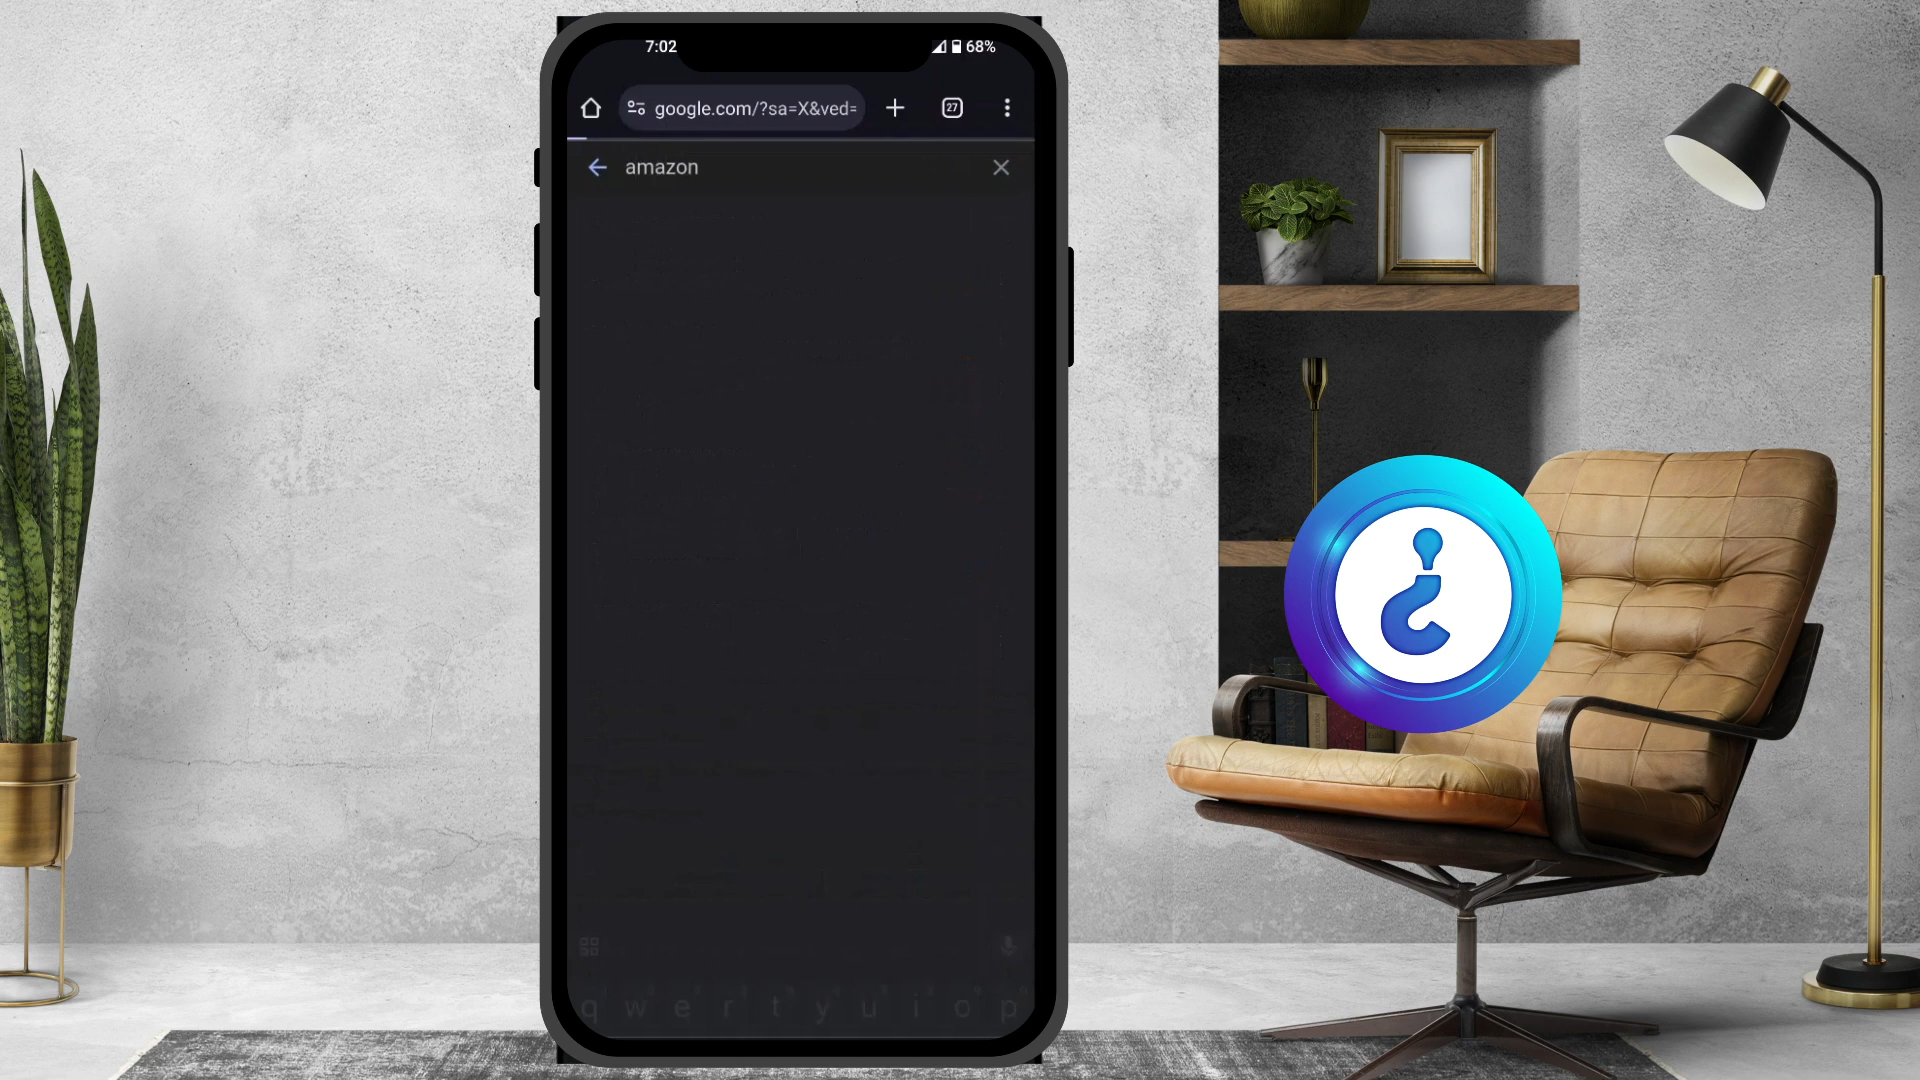 7:02
68%
google.com/?sa=X&ved=
27
amazon
q w e r t y u i o p